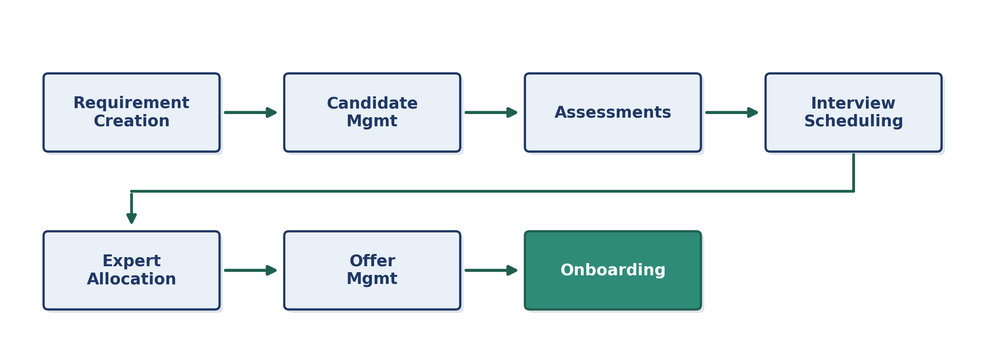 Requirement
Creation
Candidate
Mgmt
Assessments
Interview
Scheduling
Expert
Allocation
Offer
Mgmt
Onboarding